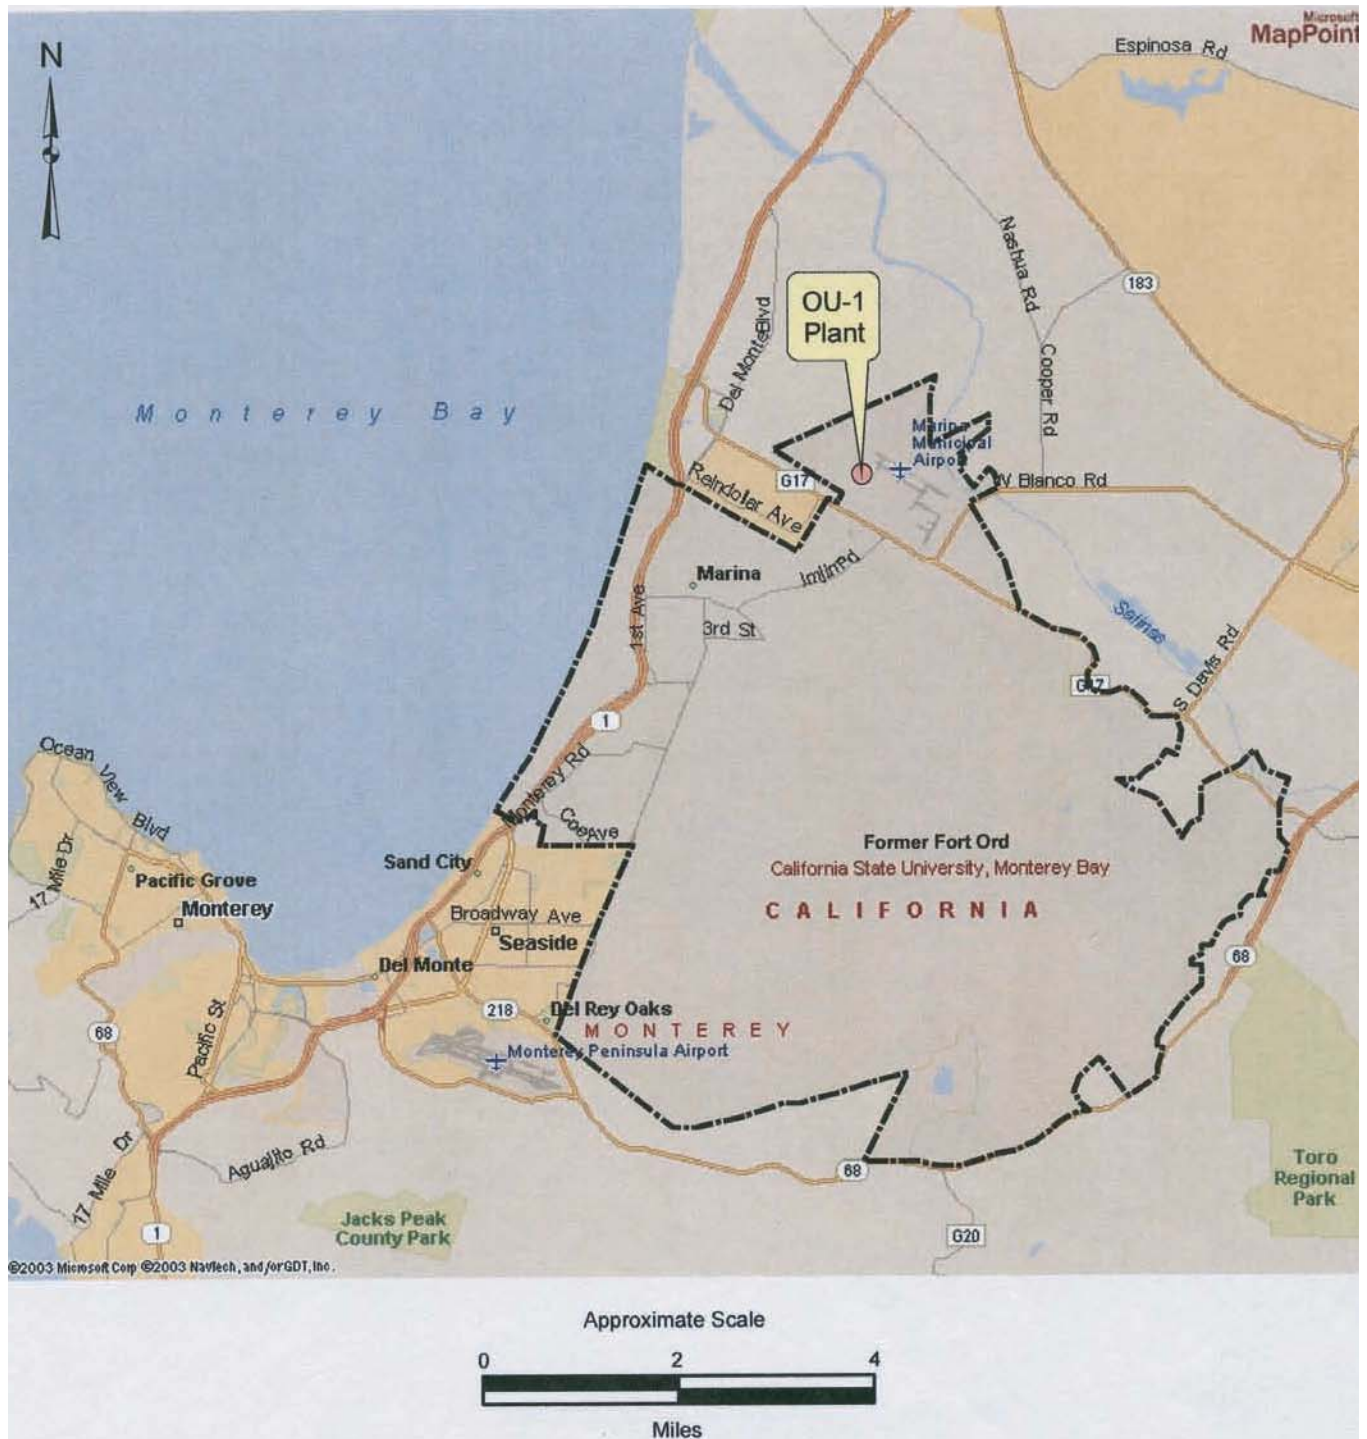 Microsoft
MapPoint
N
Espinosa Rd
Nashua Rd
183
OU-1
Plant
Del Monte Blvd
Cooper Rd
Monterey Bay
Marina
Municipal
Airport
G17
W Blanco Rd
Reindollar Ave
Imjin Rd
Marina
1st Ave
3rd St
Salinas
S Davis Rd
G17
1
Monterey Rd
Coe Ave
Ocean View Blvd
17 Mile Dr
Pacific Grove
Monterey
Sand City
Broadway Ave
Seaside
Del Monte
Former Fort Ord
California State University, Monterey Bay
CALIFORNIA
68
218
Del Rey Oaks
MONTEREY
Monterey Peninsula Airport
68
Pacific St
17 Mile Dr
Aguajito Rd
68
Toro
Regional
Park
Jacks Peak
County Park
1
G20
©2003 Microsoft Corp ©2003 NavTech, and/or GDT, Inc.
Approximate Scale
0 2 4
Miles